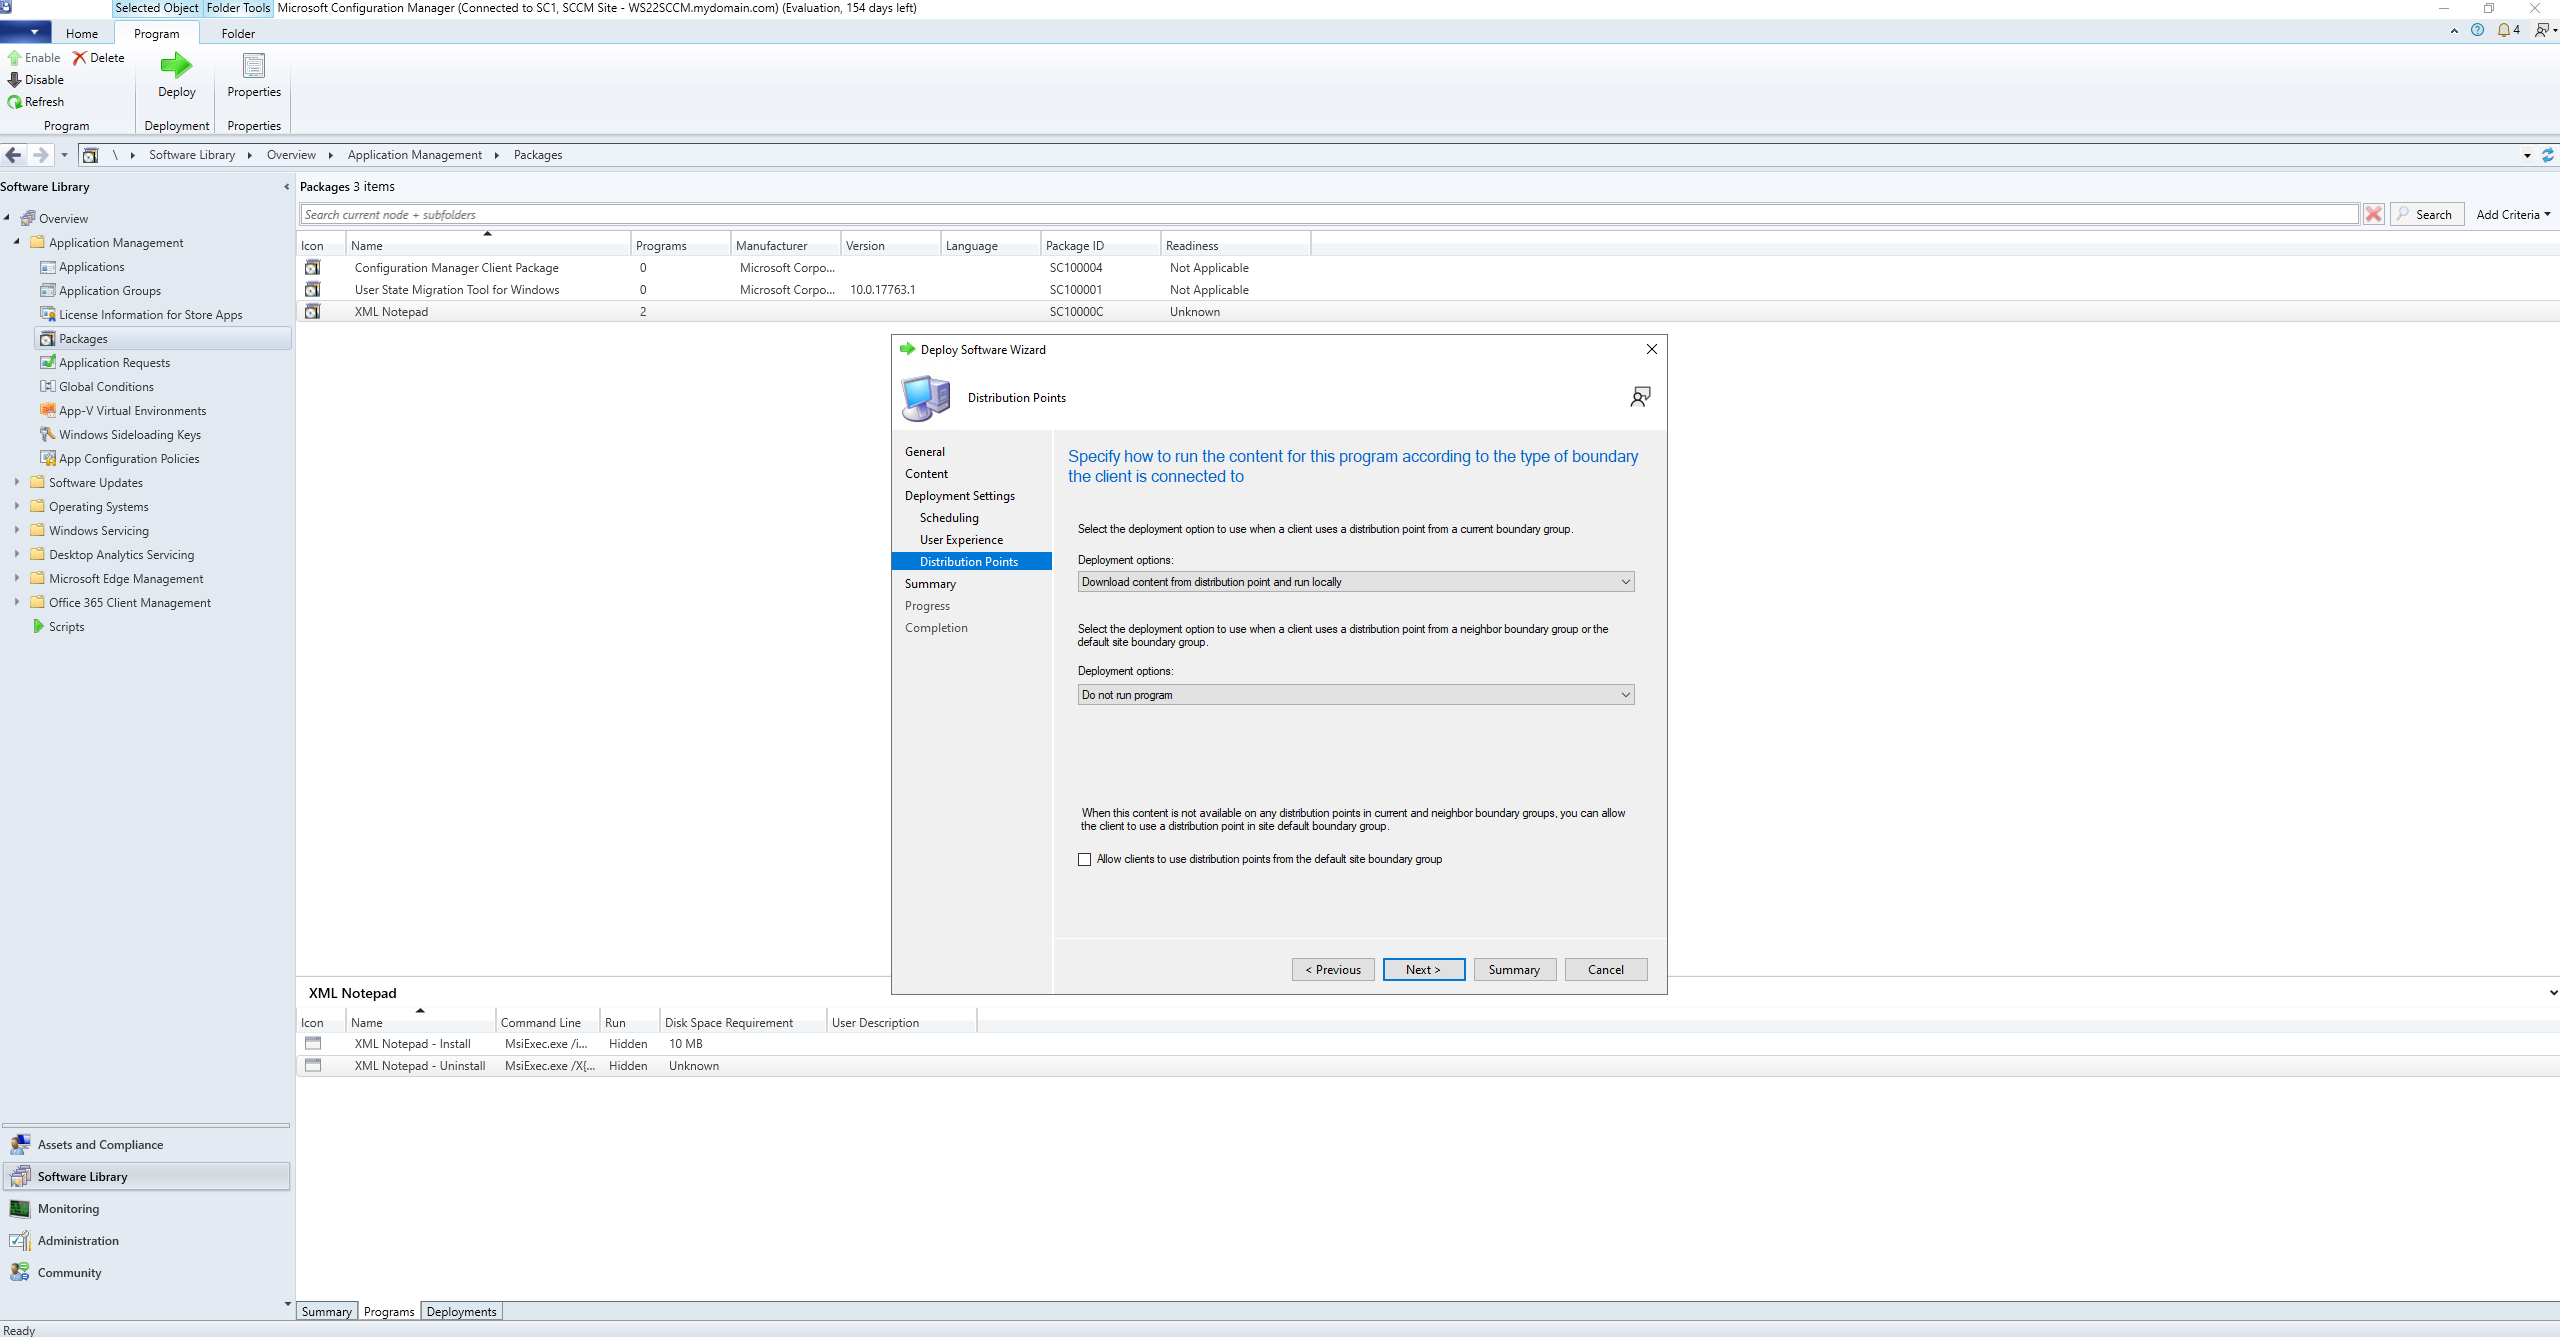 Selected Object Folder Tools Microsoft Configuration Manager (Connected to SC1, SCCM Site - WS22SCCM.mydomain.com) (Evaluation, 154 days left)
Home Program Folder
4
Enable Delete
Disable
Refresh
Deploy
Properties
Program Deployment Properties
\ Software Library Overview Application Management Packages
Software Library
Packages 3 items
Search current node + subfolders
Search
Add Criteria
Overview
Application Management
Applications
Application Groups
License Information for Store Apps
Packages
Application Requests
Global Conditions
App-V Virtual Environments
Windows Sideloading Keys
App Configuration Policies
Software Updates
Operating Systems
Windows Servicing
Desktop Analytics Servicing
Microsoft Edge Management
Office 365 Client Management
Scripts
Icon Name Programs Manufacturer Version Language Package ID Readiness
Configuration Manager Client Package 0 Microsoft Corpo... SC100004 Not Applicable
User State Migration Tool for Windows 0 Microsoft Corpo... 10.0.17763.1 SC100001 Not Applicable
XML Notepad 2 SC10000C Unknown
Deploy Software Wizard
Distribution Points
General
Content
Deployment Settings
Scheduling
User Experience
Distribution Points
Summary
Progress
Completion
Specify how to run the content for this program according to the type of boundary
the client is connected to
Select the deployment option to use when a client uses a distribution point from a current boundary group.
Deployment options:
Download content from distribution point and run locally
Select the deployment option to use when a client uses a distribution point from a neighbor boundary group or the
default site boundary group.
Deployment options:
Do not run program
When this content is not available on any distribution points in current and neighbor boundary groups, you can allow
the client to use a distribution point in site default boundary group.
Allow clients to use distribution points from the default site boundary group
< Previous Next > Summary Cancel
XML Notepad
Icon Name Command Line Run Disk Space Requirement User Description
XML Notepad - Install MsiExec.exe /i... Hidden 10 MB
XML Notepad - Uninstall MsiExec.exe /X{... Hidden Unknown
Assets and Compliance
Software Library
Monitoring
Administration
Community
Summary Programs Deployments
Ready